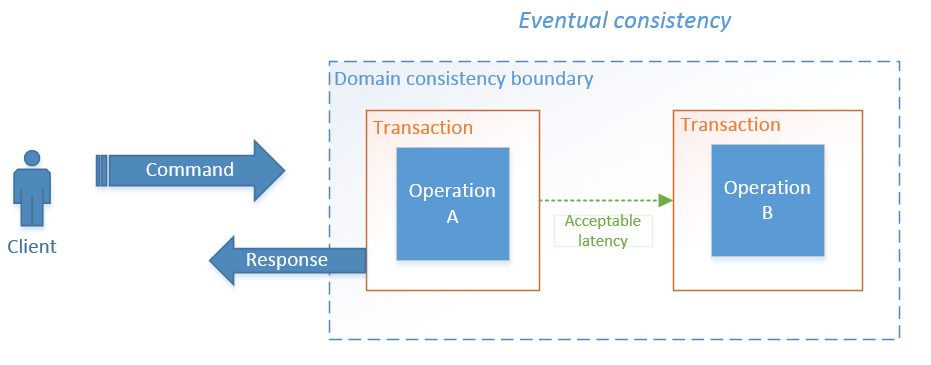 Eventual consistency
Domain consistency boundary
Transaction
Transaction
Command
Operation
A
Operation
B
Acceptable
latency
Client
Response